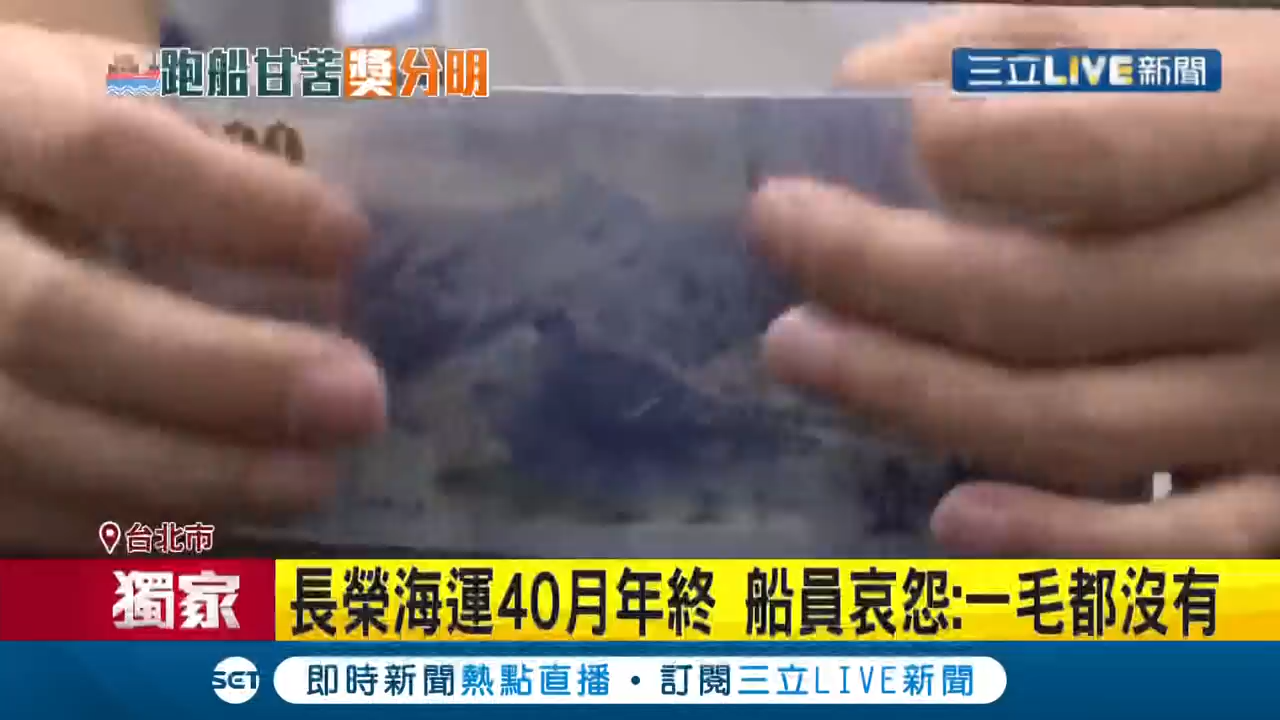 跑船甘苦獎分明
三立LIVE新聞
00
台北市
獨家
長榮海運40月年終 船員哀怨:一毛都沒有
SET
即時新聞熱點直播・訂閱三立LIVE新聞